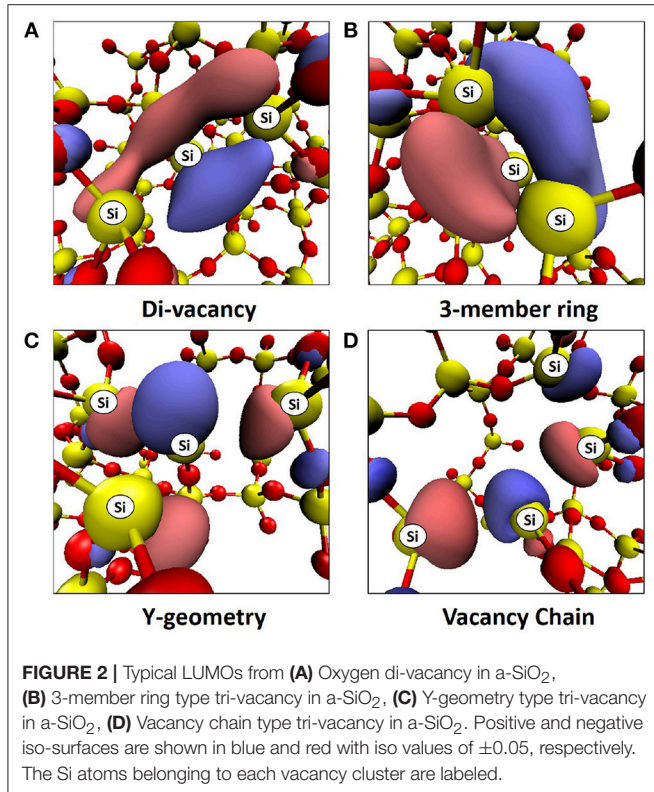 A
B
Si
Si
Si
Si
Si
Si
Di-vacancy
3-member ring
C
D
Si
Si
Si
Si
Si
Si
Si
Si
Y-geometry
Vacancy Chain
FIGURE 2 | Typical LUMOs from (A) Oxygen di-vacancy in a-SiO₂,
(B) 3-member ring type tri-vacancy in a-SiO₂, (C) Y-geometry type tri-vacancy
in a-SiO₂, (D) Vacancy chain type tri-vacancy in a-SiO₂. Positive and negative
iso-surfaces are shown in blue and red with iso values of ±0.05, respectively.
The Si atoms belonging to each vacancy cluster are labeled.